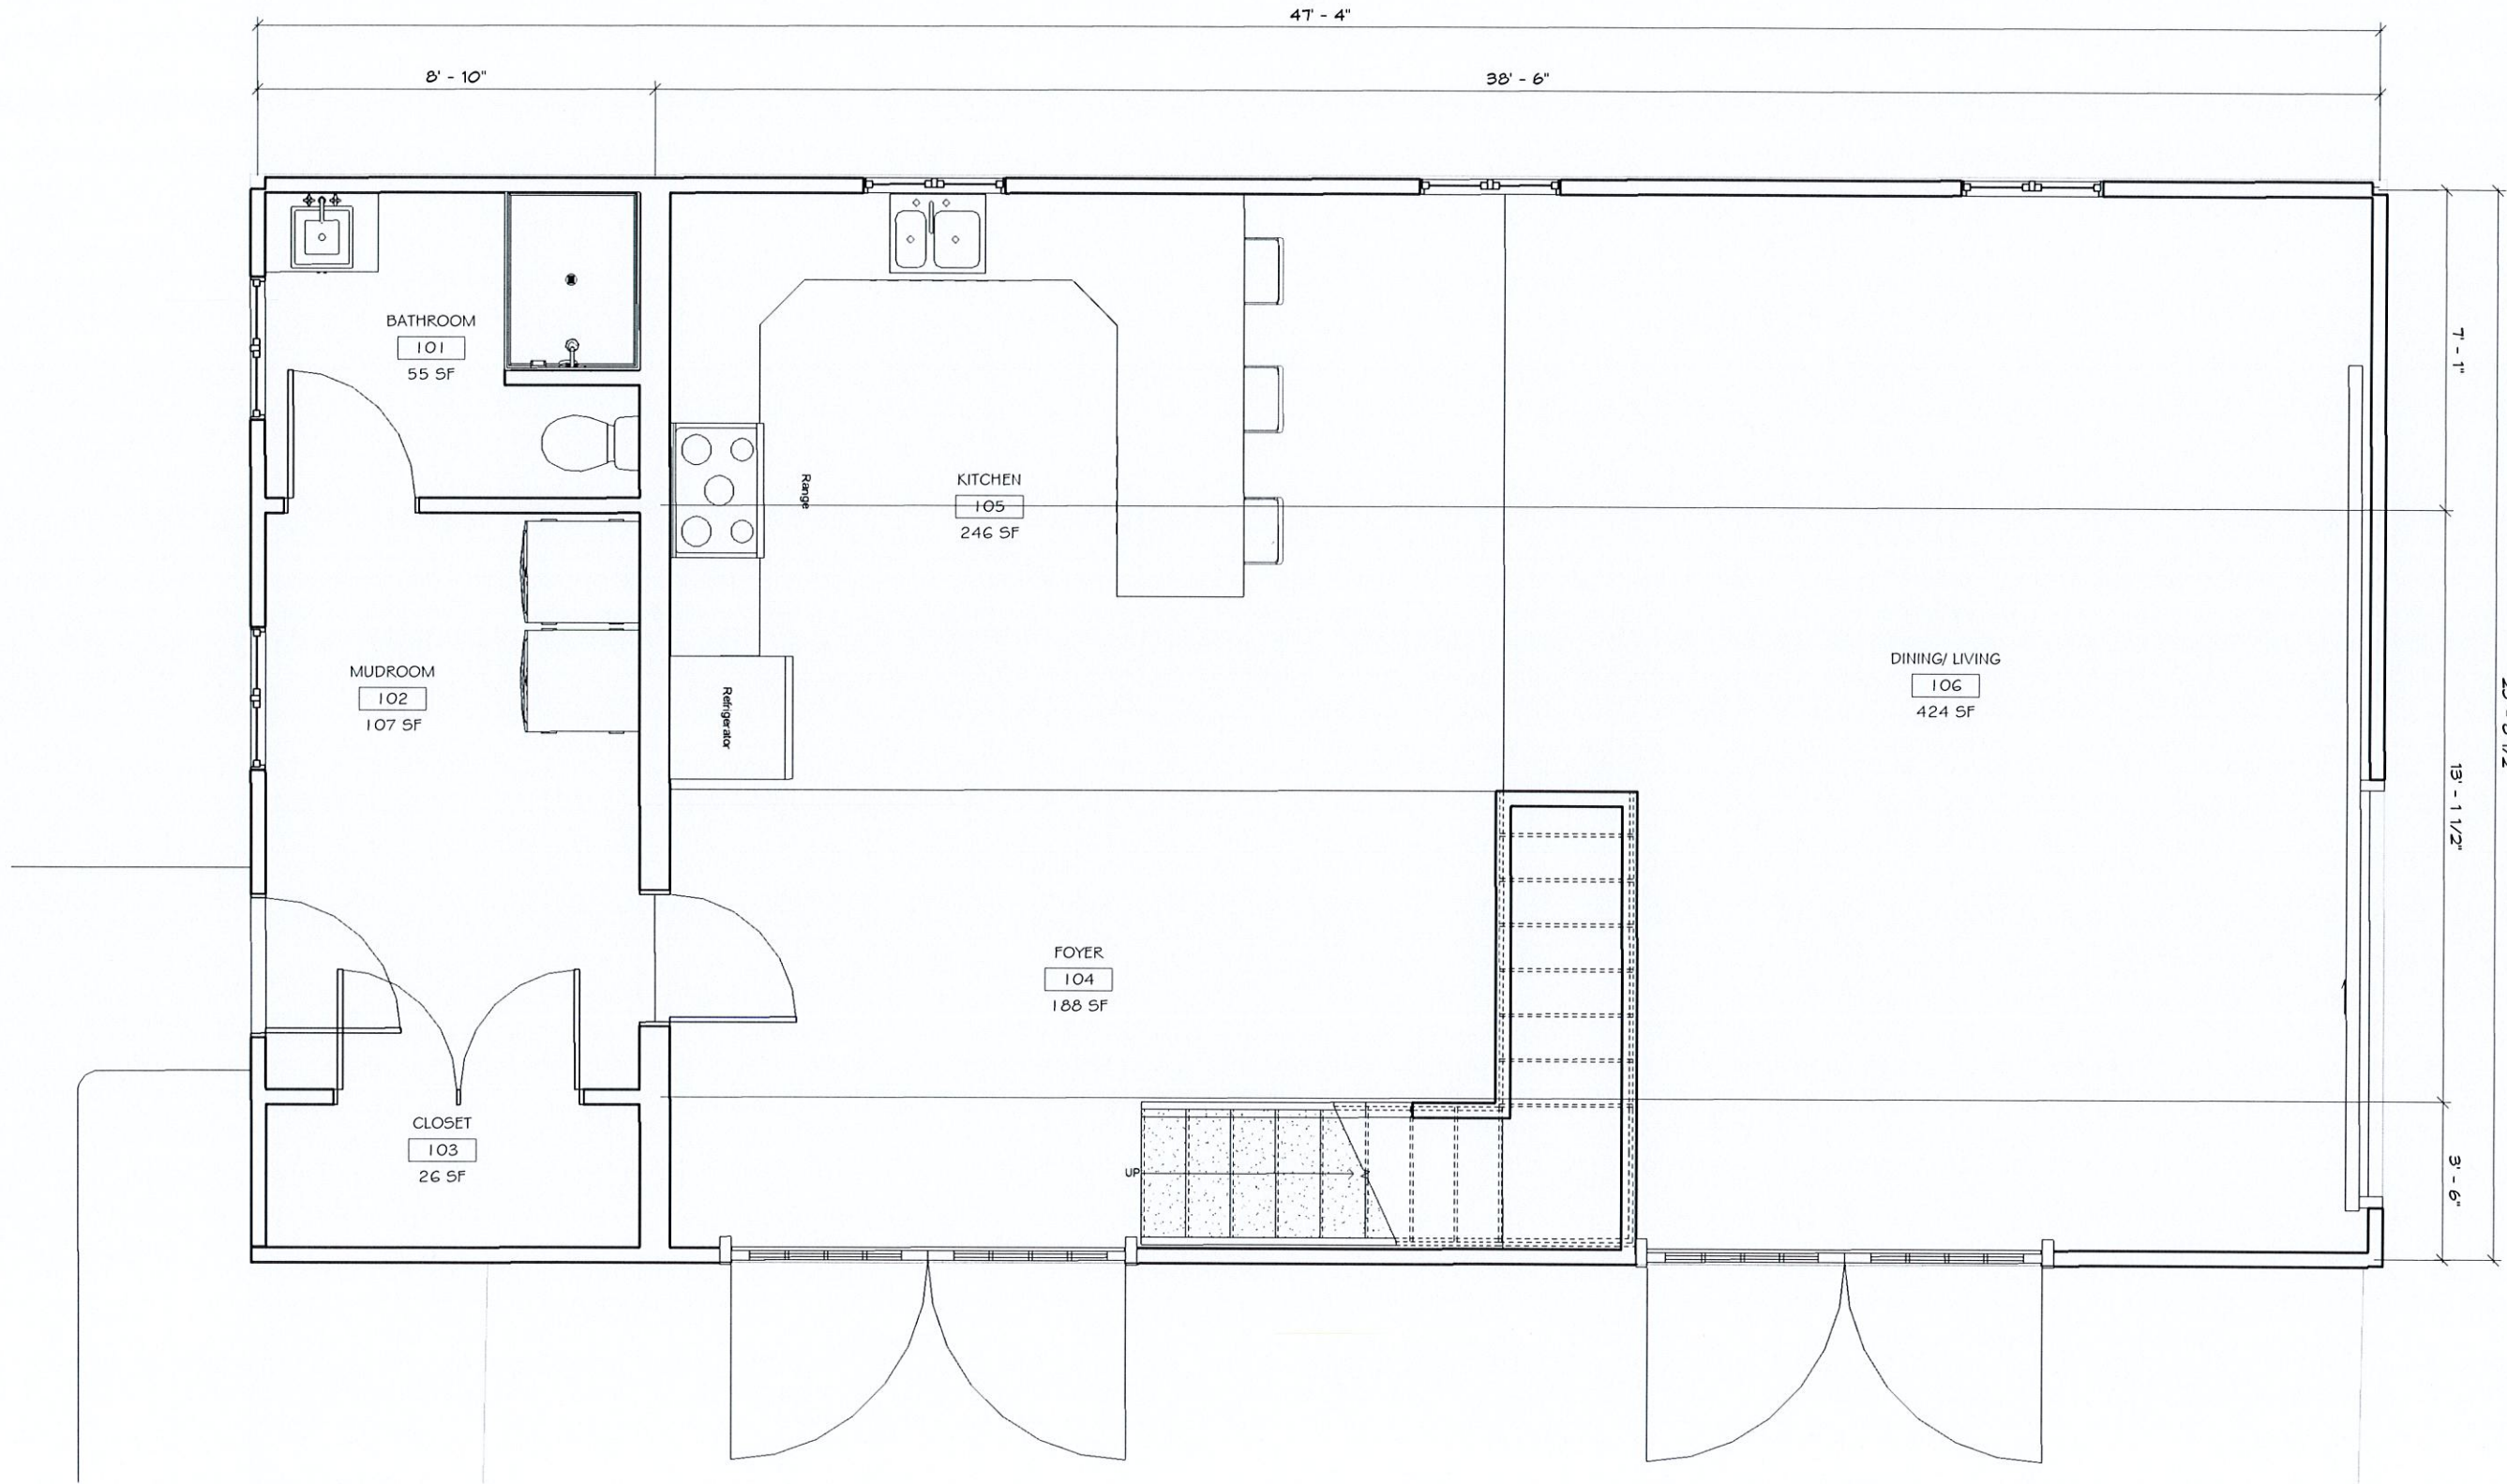 47' - 4"
8' - 10"
38' - 6"
BATHROOM
101
55 SF
7' - 1"
Range
KITCHEN
105
246 SF
MUDROOM
102
107 SF
Refrigerator
DINING/ LIVING
106
424 SF
13' - 1 1/2"
FOYER
104
188 SF
CLOSET
103
26 SF
UP
3' - 6"